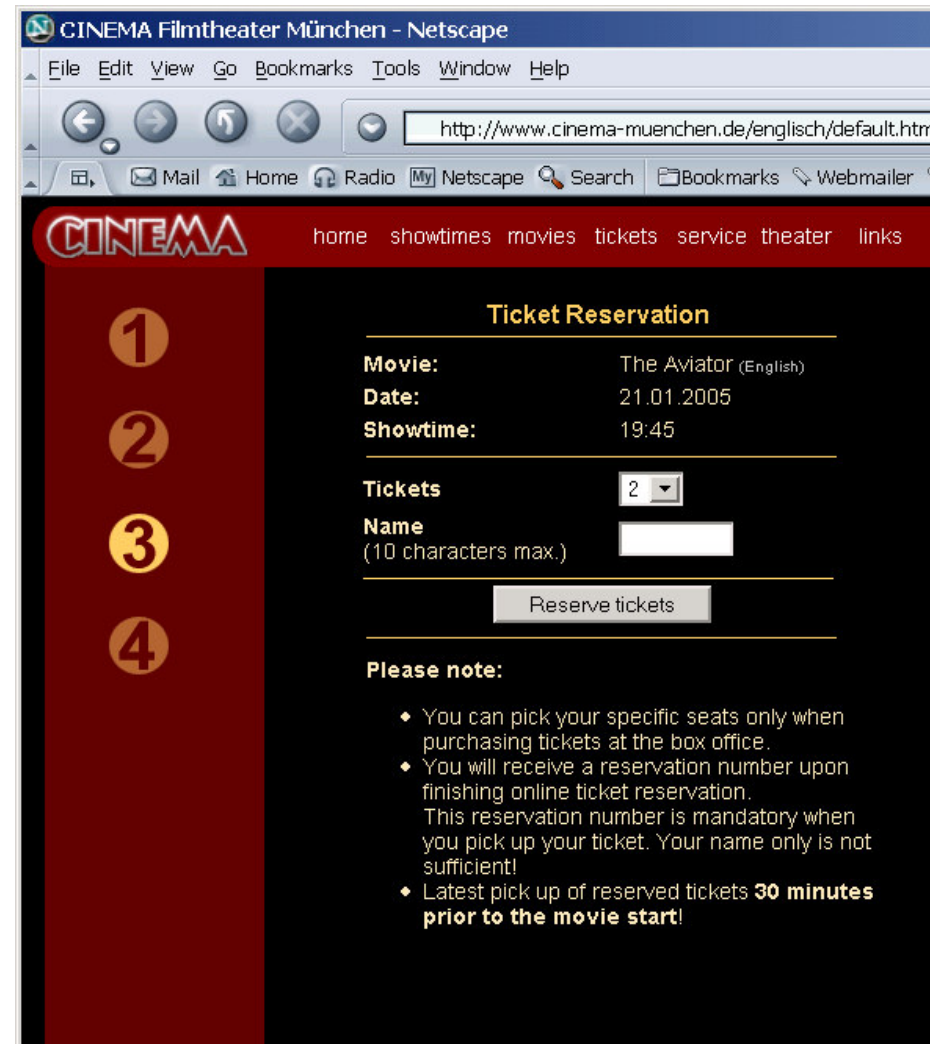 CINEMA Filmtheater München - Netscape
File Edit View Go Bookmarks Tools Window Help
http://www.cinema-muenchen.de/englisch/default.htm
Mail Home Radio My Netscape Search Bookmarks Webmailer
CINEMA home showtimes movies tickets service theater links
1
2
3
4
Ticket Reservation
Movie: The Aviator (English)
Date: 21.01.2005
Showtime: 19:45
Tickets 2
Name
(10 characters max.)
Reserve tickets
Please note:
You can pick your specific seats only when
purchasing tickets at the box office.
You will receive a reservation number upon
finishing online ticket reservation.
This reservation number is mandatory when
you pick up your ticket. Your name only is not
sufficient!
Latest pick up of reserved tickets 30 minutes
prior to the movie start!